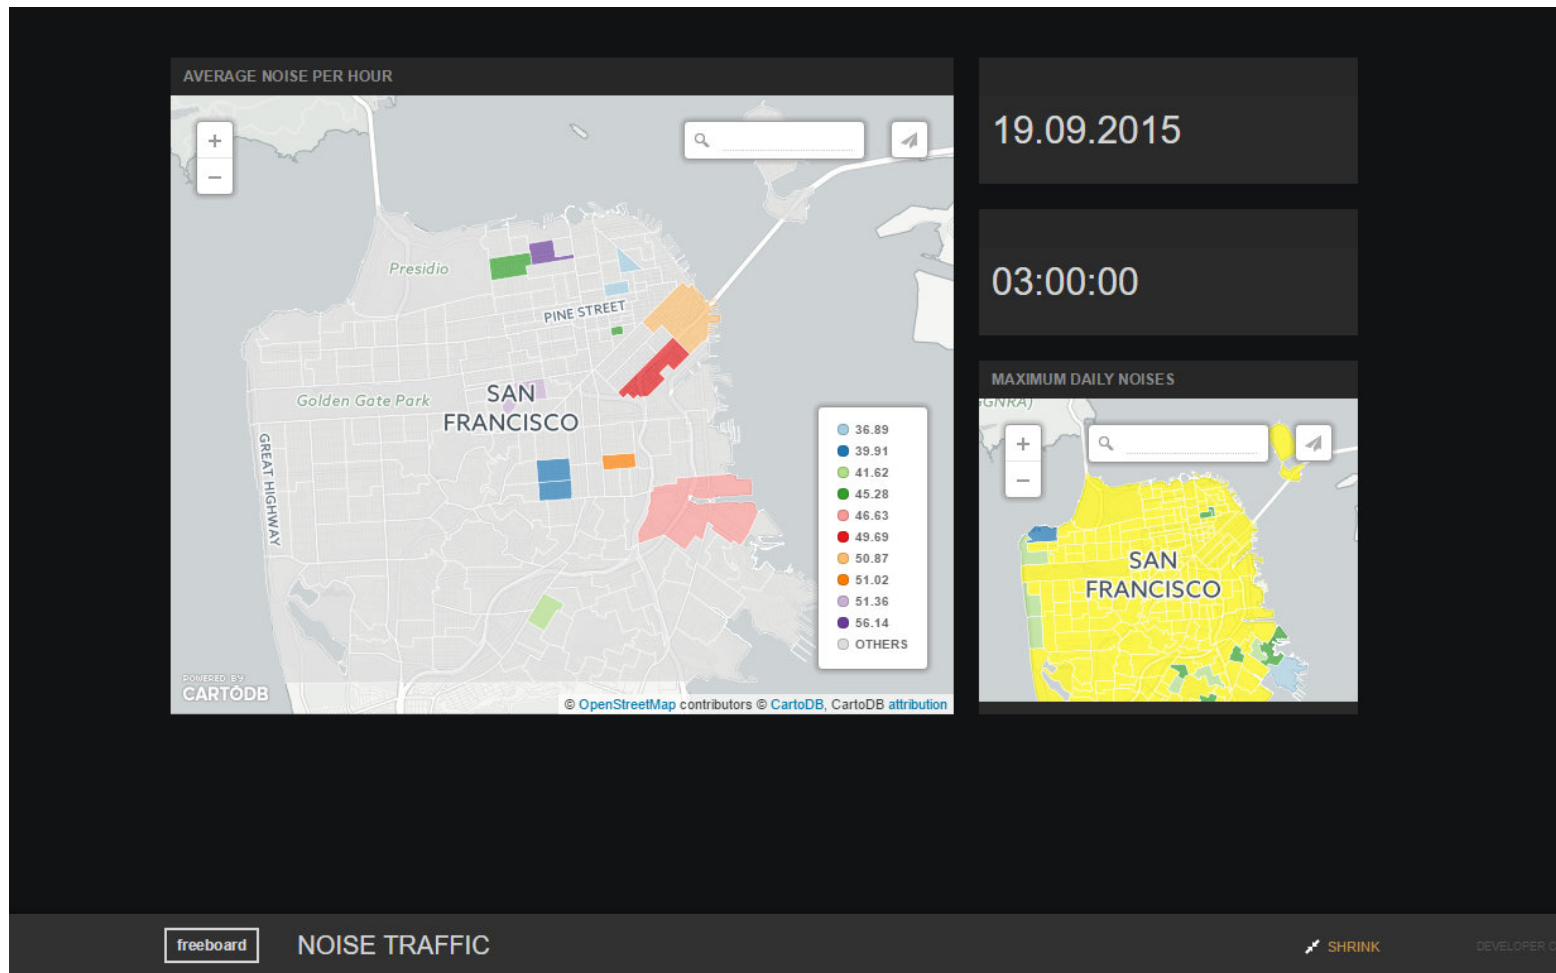 AVERAGE NOISE PER HOUR
+
−
Presidio
PINE STREET
Golden Gate Park
SAN
FRANCISCO
GREAT HIGHWAY
36.89
39.91
41.62
45.28
46.63
49.69
50.87
51.02
51.36
56.14
OTHERS
POWERED BY
CARTODB
© OpenStreetMap contributors © CartoDB, CartoDB attribution
19.09.2015
03:00:00
MAXIMUM DAILY NOISES
GGNRA)
+
−
SAN
FRANCISCO
freeboard
NOISE TRAFFIC
SHRINK
DEVELOPER